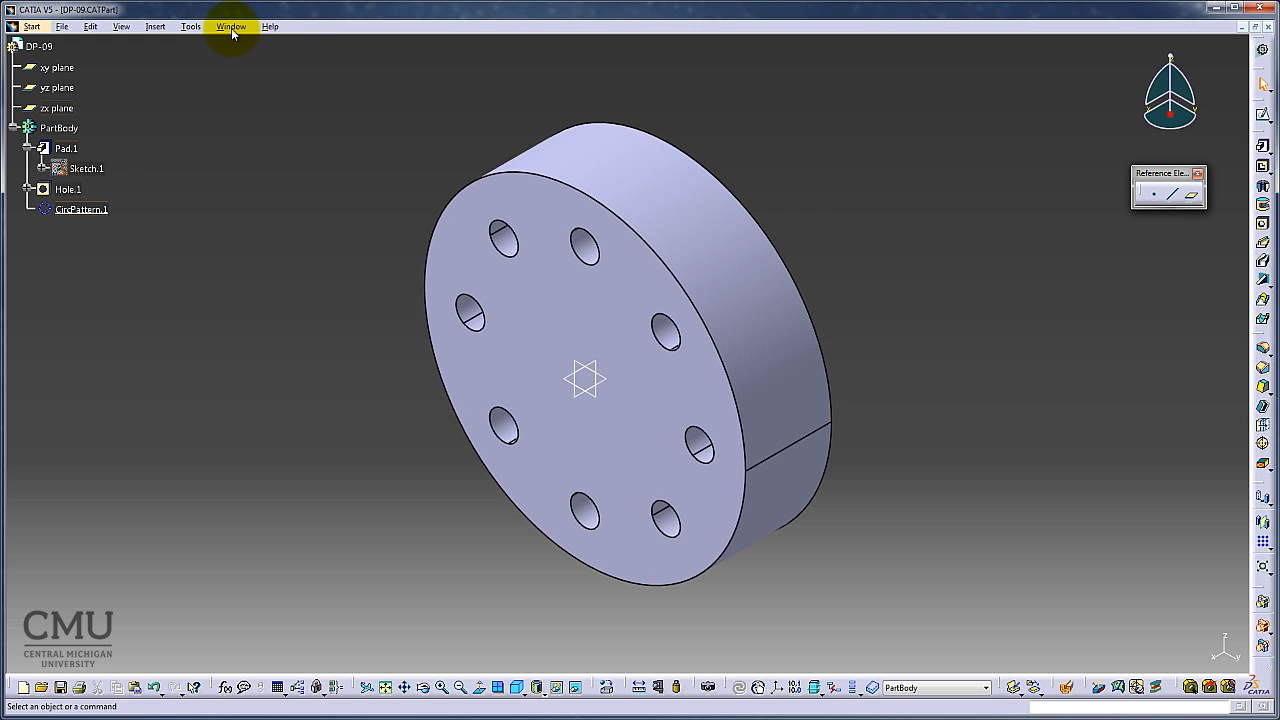 CATIA V5 - [DP-09.CATPart]
Start File Edit View Insert Tools Window Help
DP-09
xy plane
yz plane
zx plane
PartBody
Pad.1
Sketch.1
Hole.1
CircPattern.1
Reference Ele...
CMU
CENTRAL MICHIGAN
UNIVERSITY
z
x y
PartBody
Select an object or a command